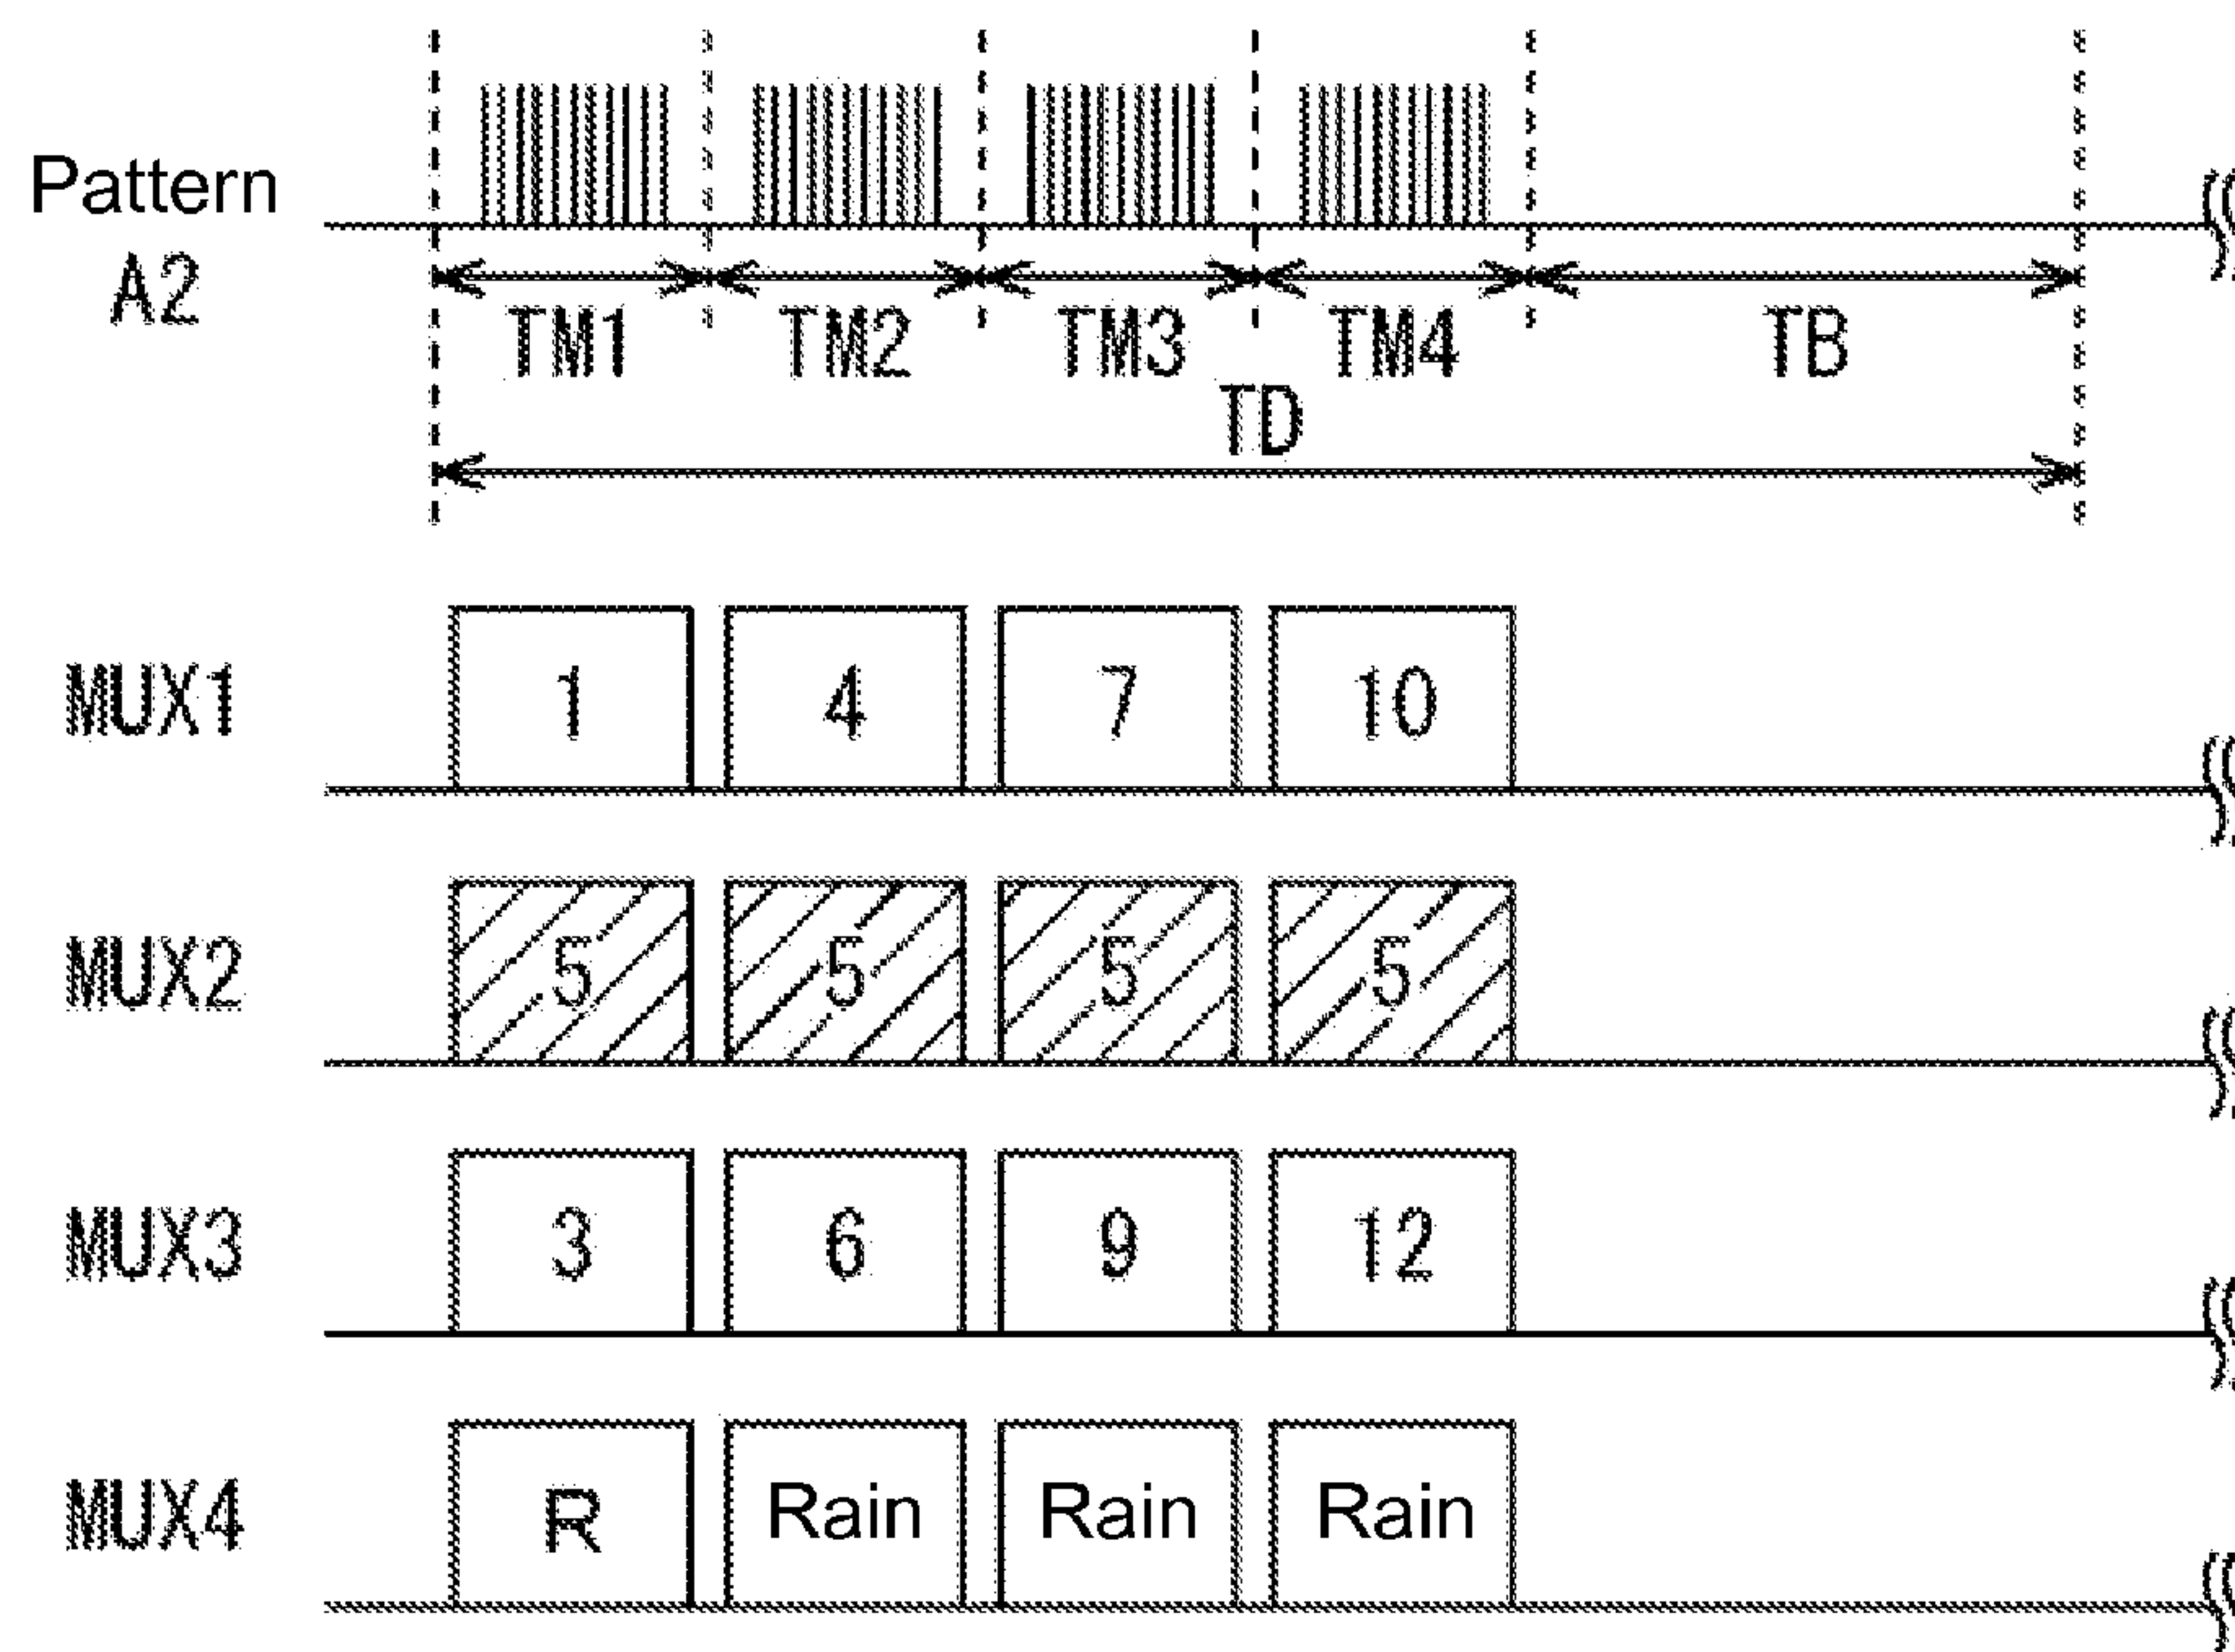 Pattern
A2
TM1 TM2 TM3 TM4 TB
TD
MUX1 1 4 7 10
MUX2 5 5 5 5
MUX3 3 6 9 12
MUX4 R Rain Rain Rain